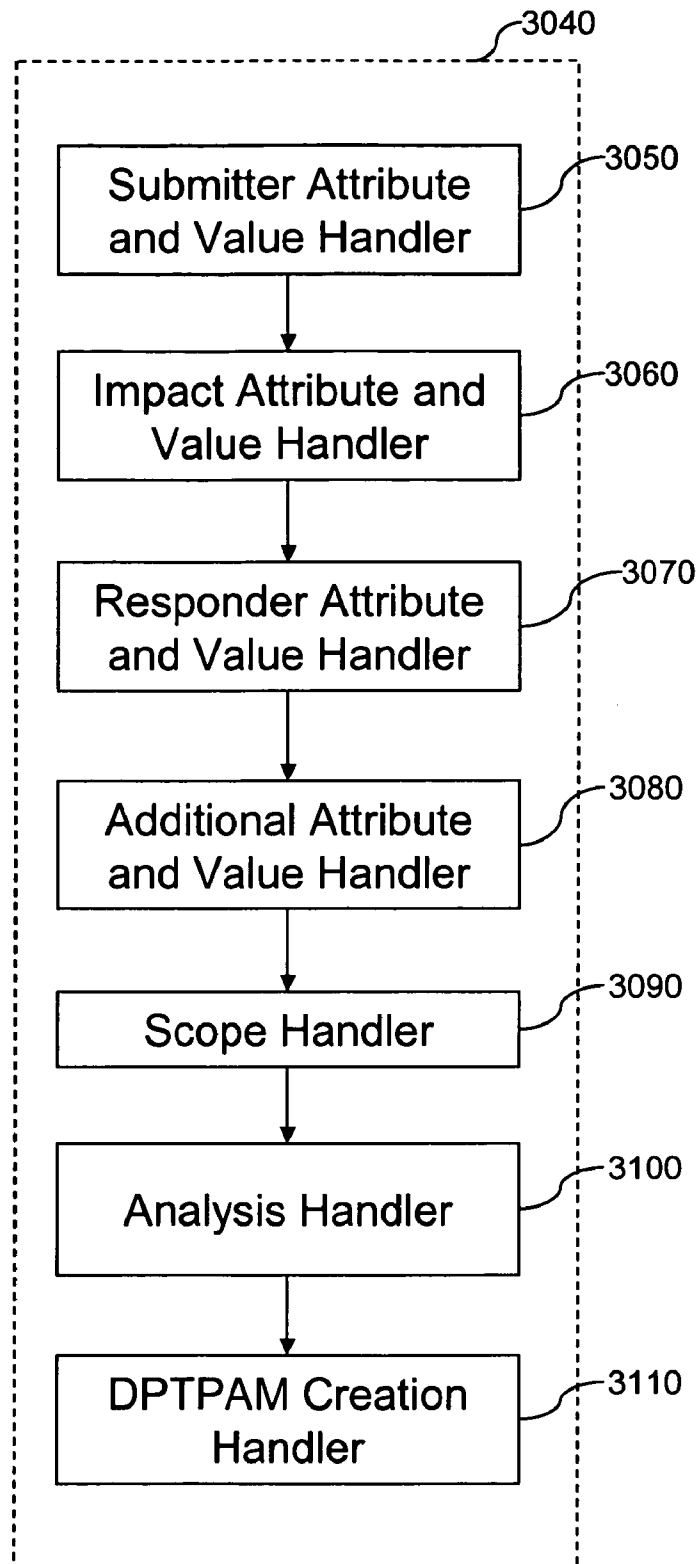 3040
Submitter Attribute
and Value Handler
3050
Impact Attribute and
Value Handler
3060
Responder Attribute
and Value Handler
3070
Additional Attribute
and Value Handler
3080
Scope Handler
3090
Analysis Handler
3100
DPTPAM Creation
Handler
3110